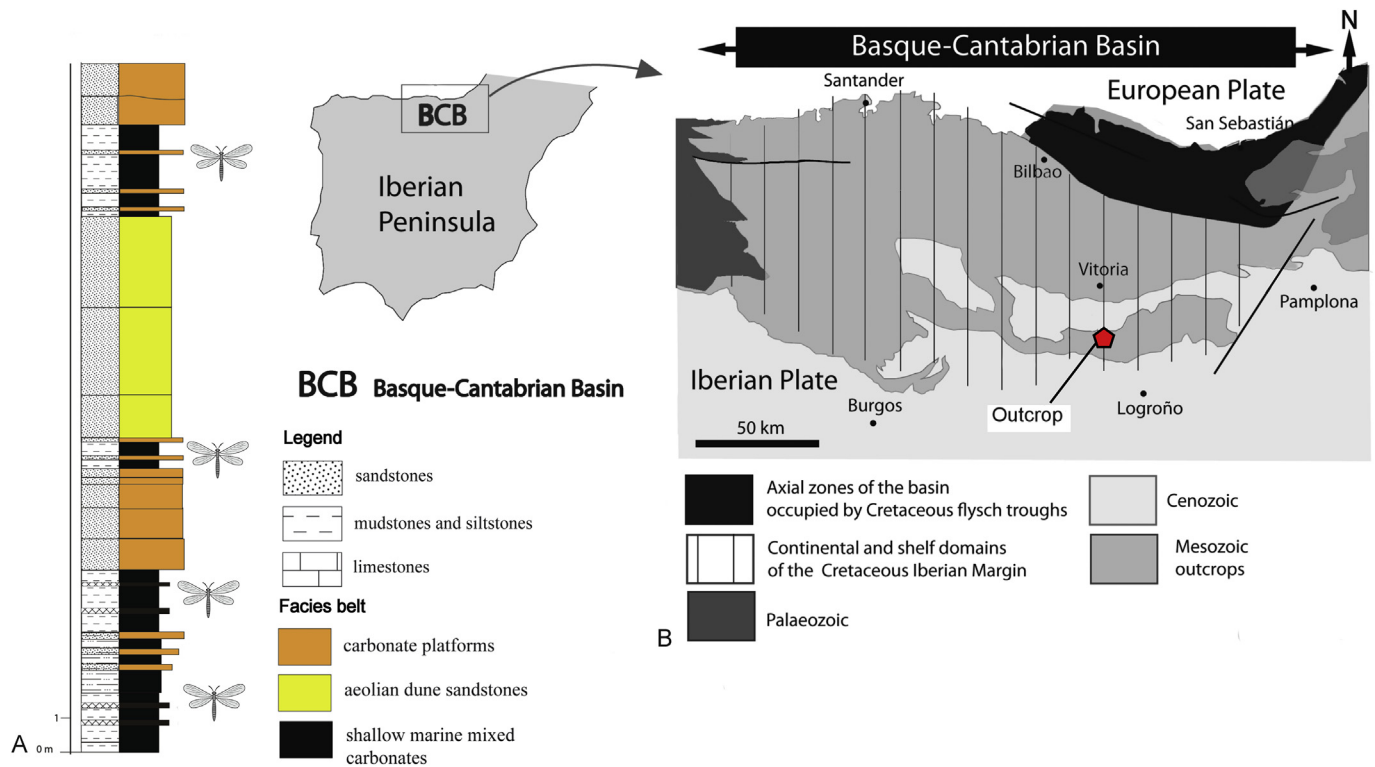 BCB
Iberian
Peninsula
BCB Basque-Cantabrian Basin
Legend
sandstones
mudstones and siltstones
limestones
Facies belt
carbonate platforms
aeolian dune sandstones
shallow marine mixed
carbonates
1
0 m
A
N
Basque-Cantabrian Basin
Santander
European Plate
San Sebastián
Bilbao
Vitoria
Pamplona
Iberian Plate
Burgos
Outcrop
Logroño
50 km
Axial zones of the basin
occupied by Cretaceous flysch troughs
Continental and shelf domains
of the Cretaceous Iberian Margin
Palaeozoic
Cenozoic
Mesozoic
outcrops
B